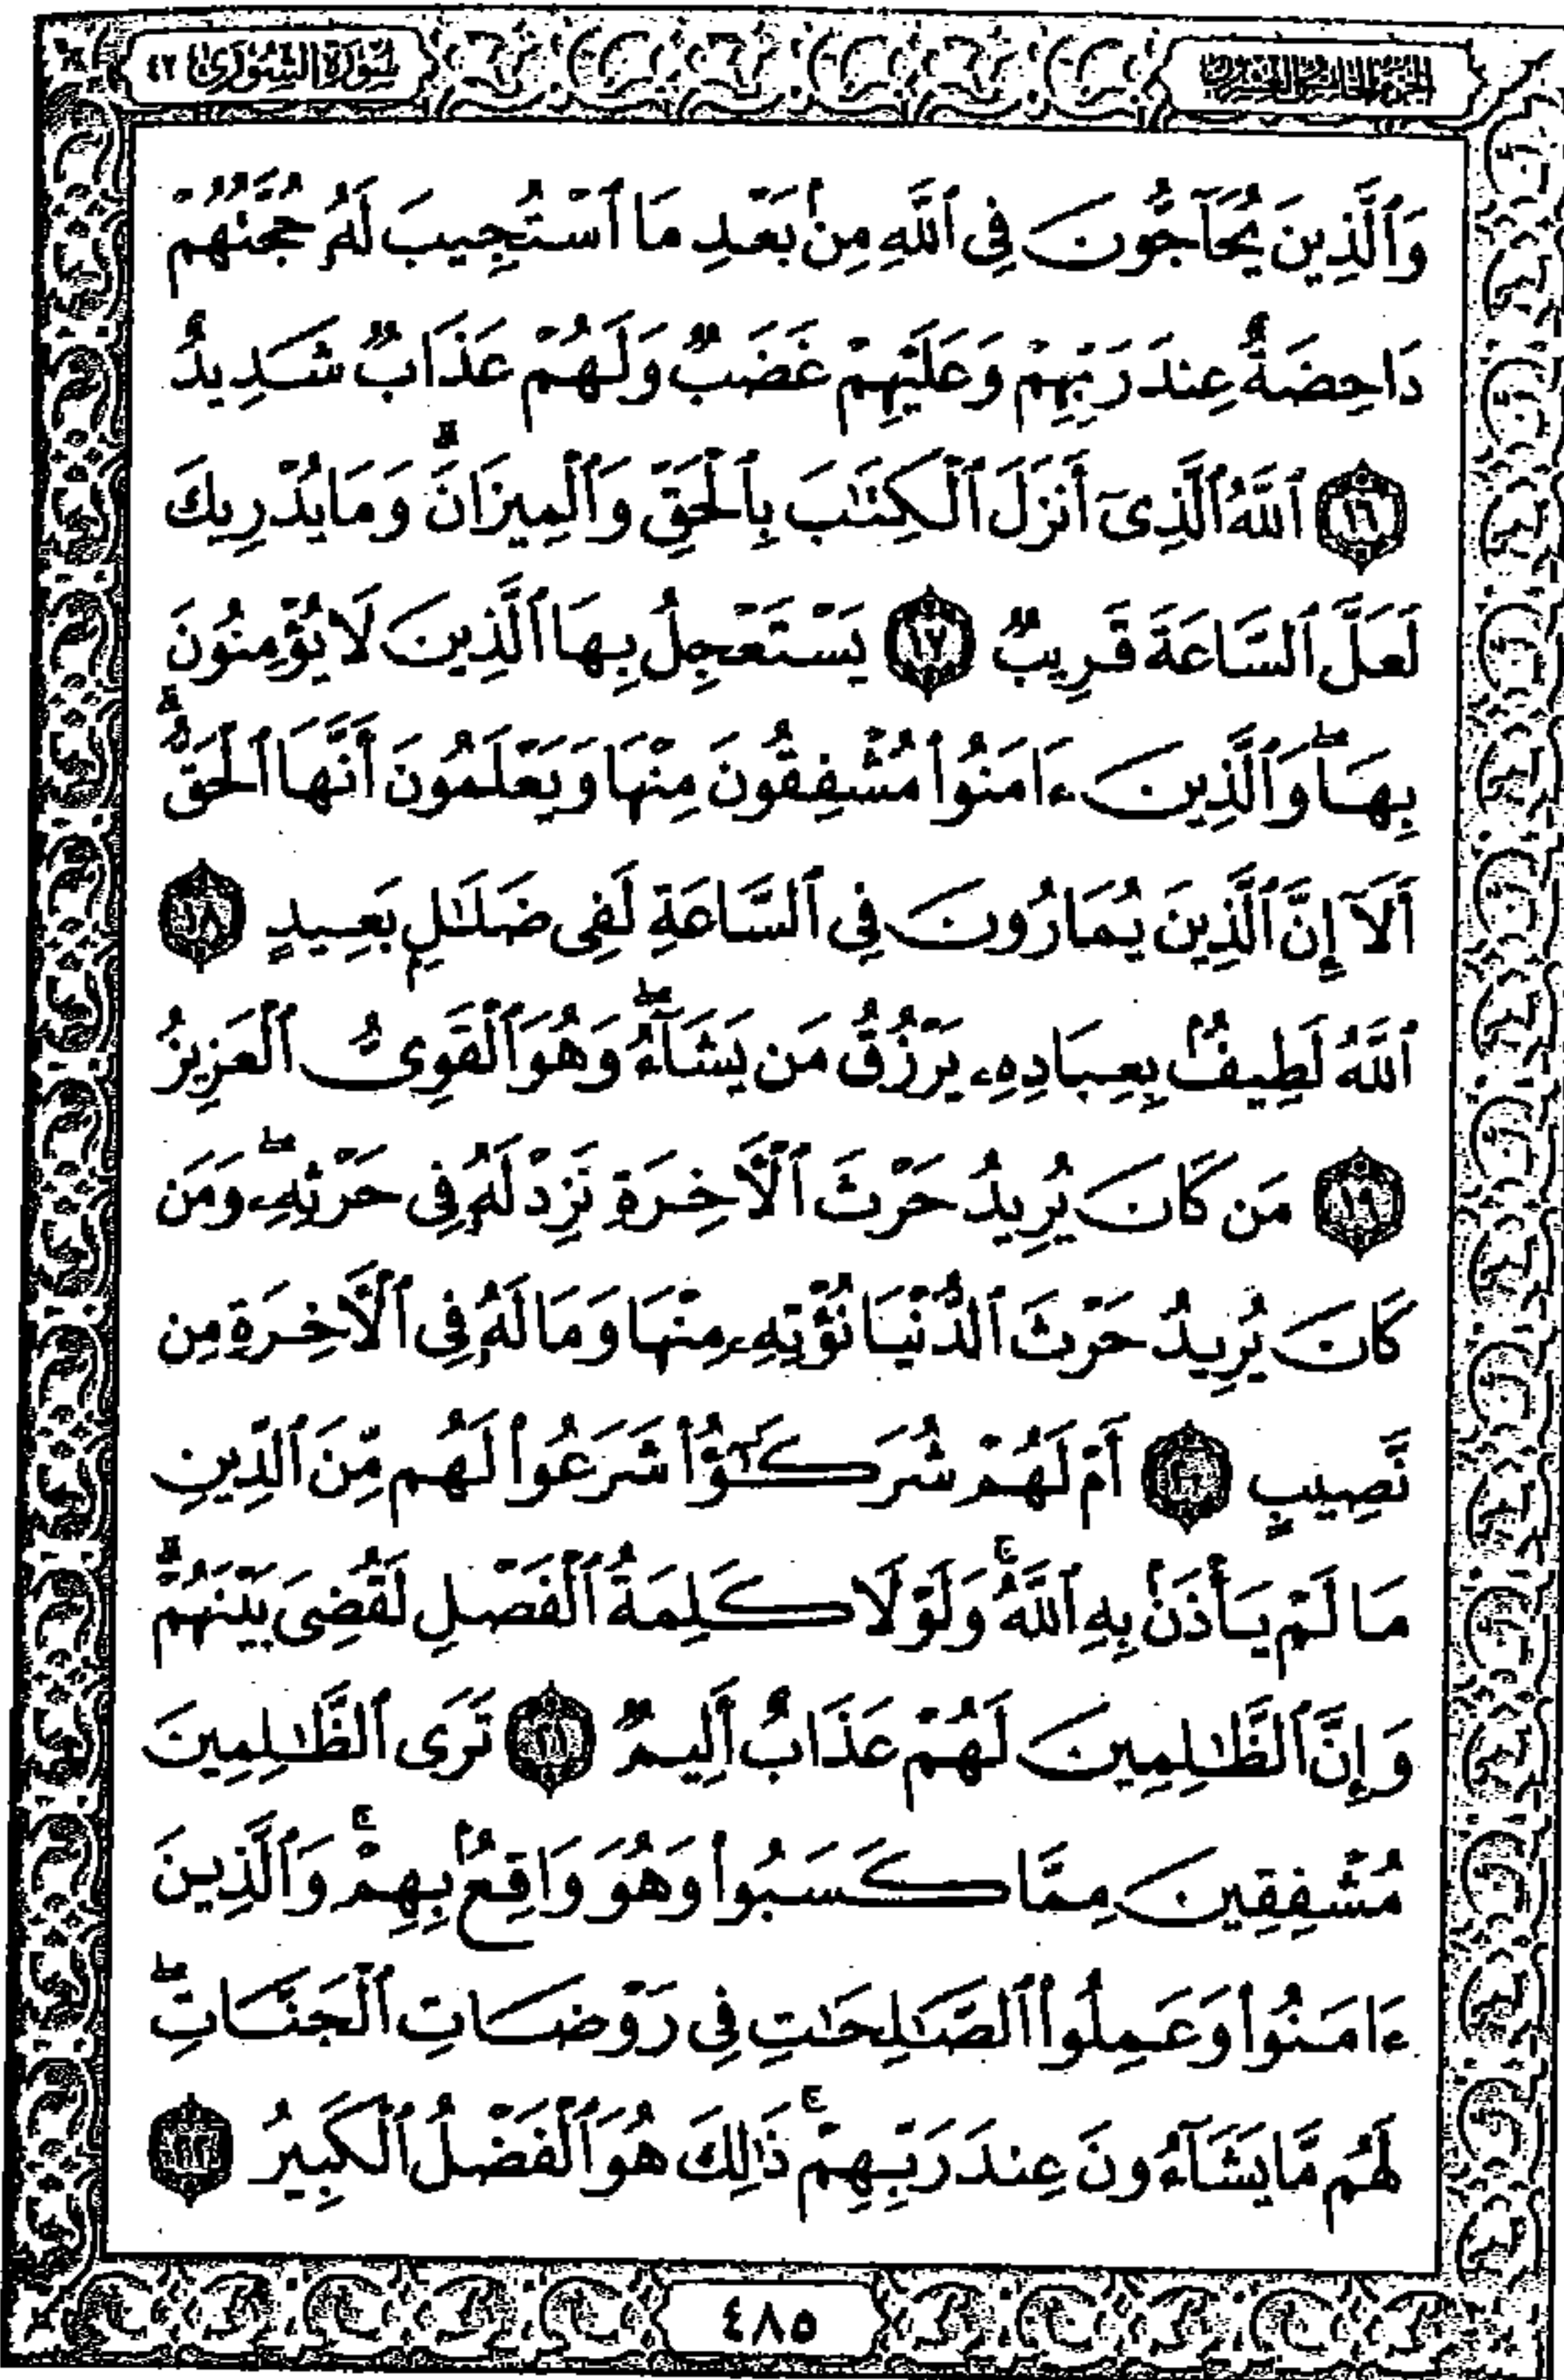 الجزء الخامس والعشرون
سورة الشورى ٤٢
وَٱلَّذِينَ يُحَآجُّونَ فِى ٱللَّهِ مِنۢ بَعْدِ مَا ٱسْتُجِيبَ لَهُۥ حُجَّتُهُمْ
دَاحِضَةٌ عِندَ رَبِّهِمْ وَعَلَيْهِمْ غَضَبٌ وَلَهُمْ عَذَابٌ شَدِيدٌ
١٦ ٱللَّهُ ٱلَّذِىٓ أَنزَلَ ٱلْكِتَٰبَ بِٱلْحَقِّ وَٱلْمِيزَانَ ۗ وَمَا يُدْرِيكَ
لَعَلَّ ٱلسَّاعَةَ قَرِيبٌ ١٧ يَسْتَعْجِلُ بِهَا ٱلَّذِينَ لَا يُؤْمِنُونَ
بِهَا ۖ وَٱلَّذِينَ ءَامَنُوا۟ مُشْفِقُونَ مِنْهَا وَيَعْلَمُونَ أَنَّهَا ٱلْحَقُّ ۗ
أَلَآ إِنَّ ٱلَّذِينَ يُمَارُونَ فِى ٱلسَّاعَةِ لَفِى ضَلَٰلٍۭ بَعِيدٍ ١٨
ٱللَّهُ لَطِيفٌۢ بِعِبَادِهِۦ يَرْزُقُ مَن يَشَآءُ ۖ وَهُوَ ٱلْقَوِىُّ ٱلْعَزِيزُ
١٩ مَن كَانَ يُرِيدُ حَرْثَ ٱلْءَاخِرَةِ نَزِدْ لَهُۥ فِى حَرْثِهِۦ ۖ وَمَن
كَانَ يُرِيدُ حَرْثَ ٱلدُّنْيَا نُؤْتِهِۦ مِنْهَا وَمَا لَهُۥ فِى ٱلْءَاخِرَةِ مِن
نَّصِيبٍ ٢٠ أَمْ لَهُمْ شُرَكَٰٓؤُا۟ شَرَعُوا۟ لَهُم مِّنَ ٱلدِّينِ
مَا لَمْ يَأْذَنۢ بِهِ ٱللَّهُ ۚ وَلَوْلَا كَلِمَةُ ٱلْفَصْلِ لَقُضِىَ بَيْنَهُمْ ۗ
وَإِنَّ ٱلظَّٰلِمِينَ لَهُمْ عَذَابٌ أَلِيمٌ ٢١ تَرَى ٱلظَّٰلِمِينَ
مُشْفِقِينَ مِمَّا كَسَبُوا۟ وَهُوَ وَاقِعٌۢ بِهِمْ ۗ وَٱلَّذِينَ
ءَامَنُوا۟ وَعَمِلُوا۟ ٱلصَّٰلِحَٰتِ فِى رَوْضَاتِ ٱلْجَنَّاتِ ۖ
لَهُم مَّا يَشَآءُونَ عِندَ رَبِّهِمْ ۚ ذَٰلِكَ هُوَ ٱلْفَضْلُ ٱلْكَبِيرُ ٢٢
٤٨٥